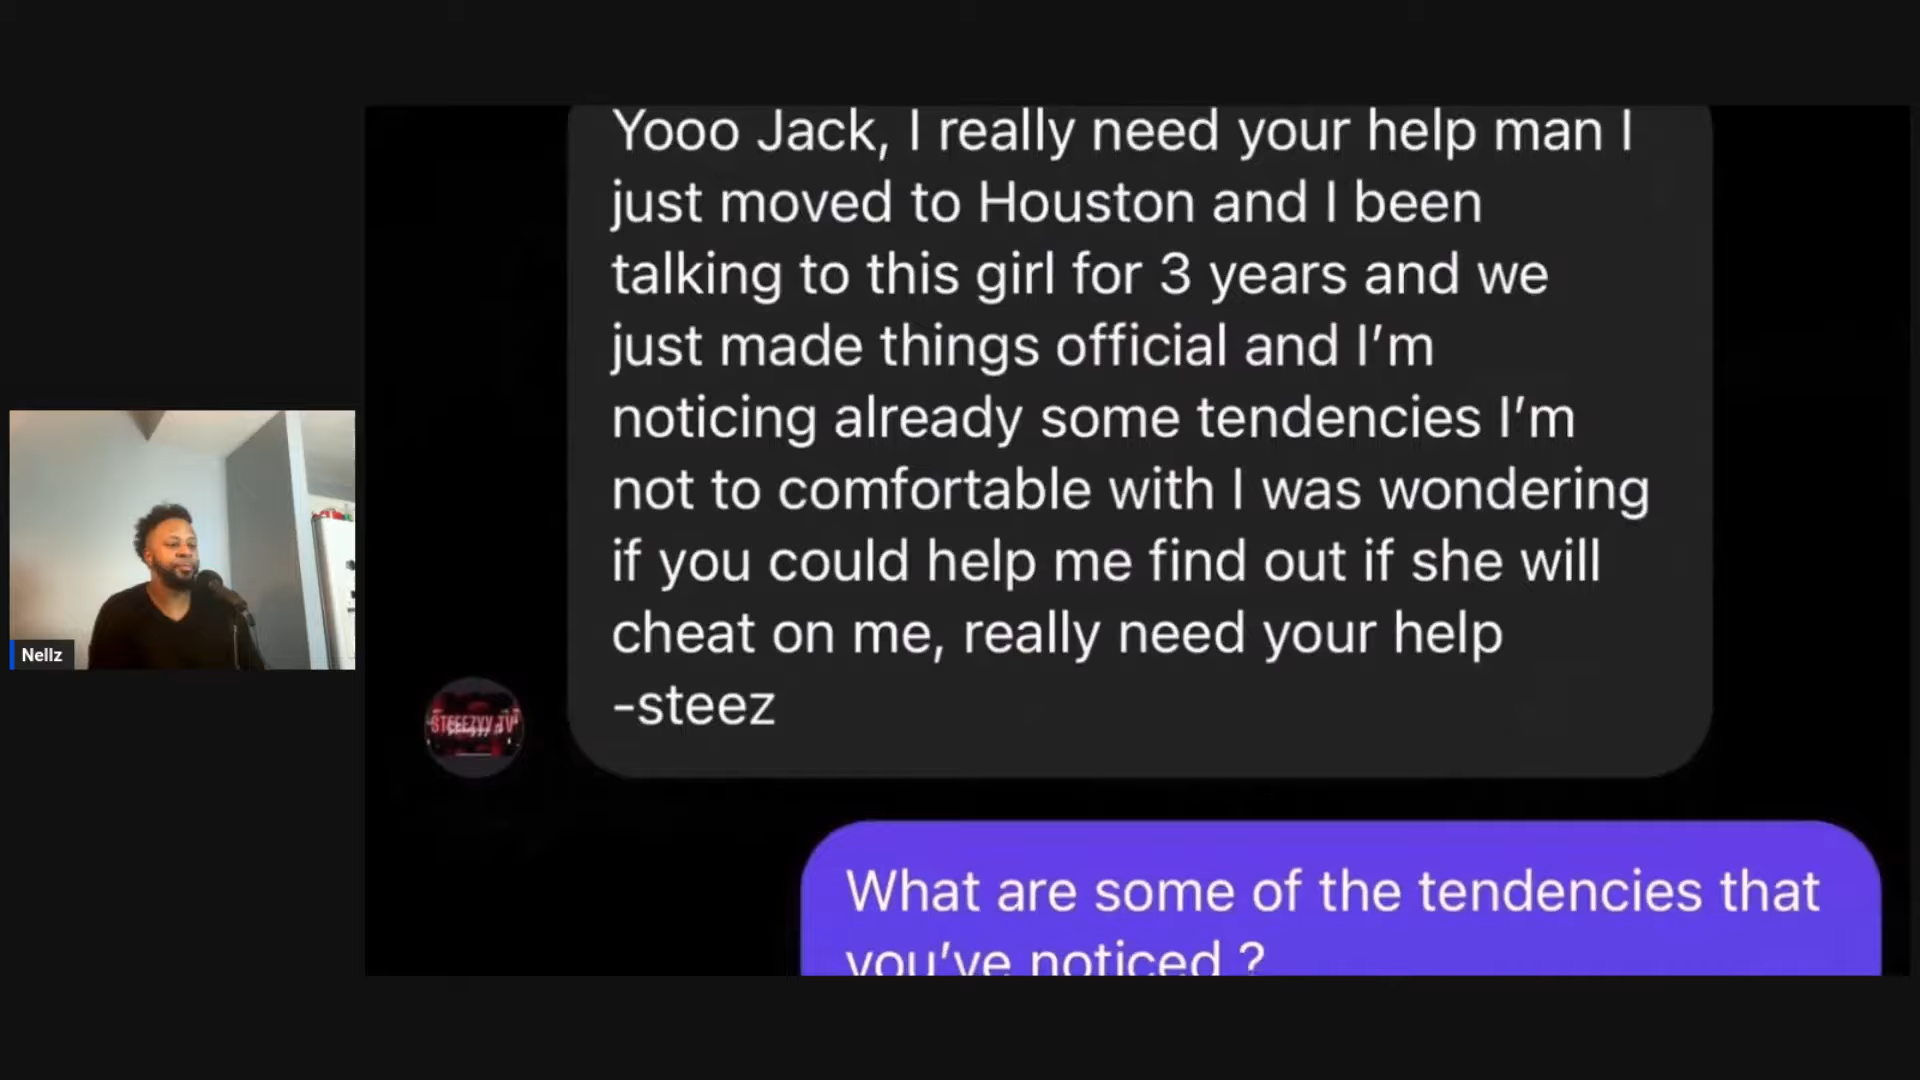 Yooo Jack, I really need your help man I
just moved to Houston and I been
talking to this girl for 3 years and we
just made things official and I'm
noticing already some tendencies I'm
not to comfortable with I was wondering
if you could help me find out if she will
cheat on me, really need your help
-steez
STEEEZYY TV
What are some of the tendencies that
you've noticed ?
Nellz